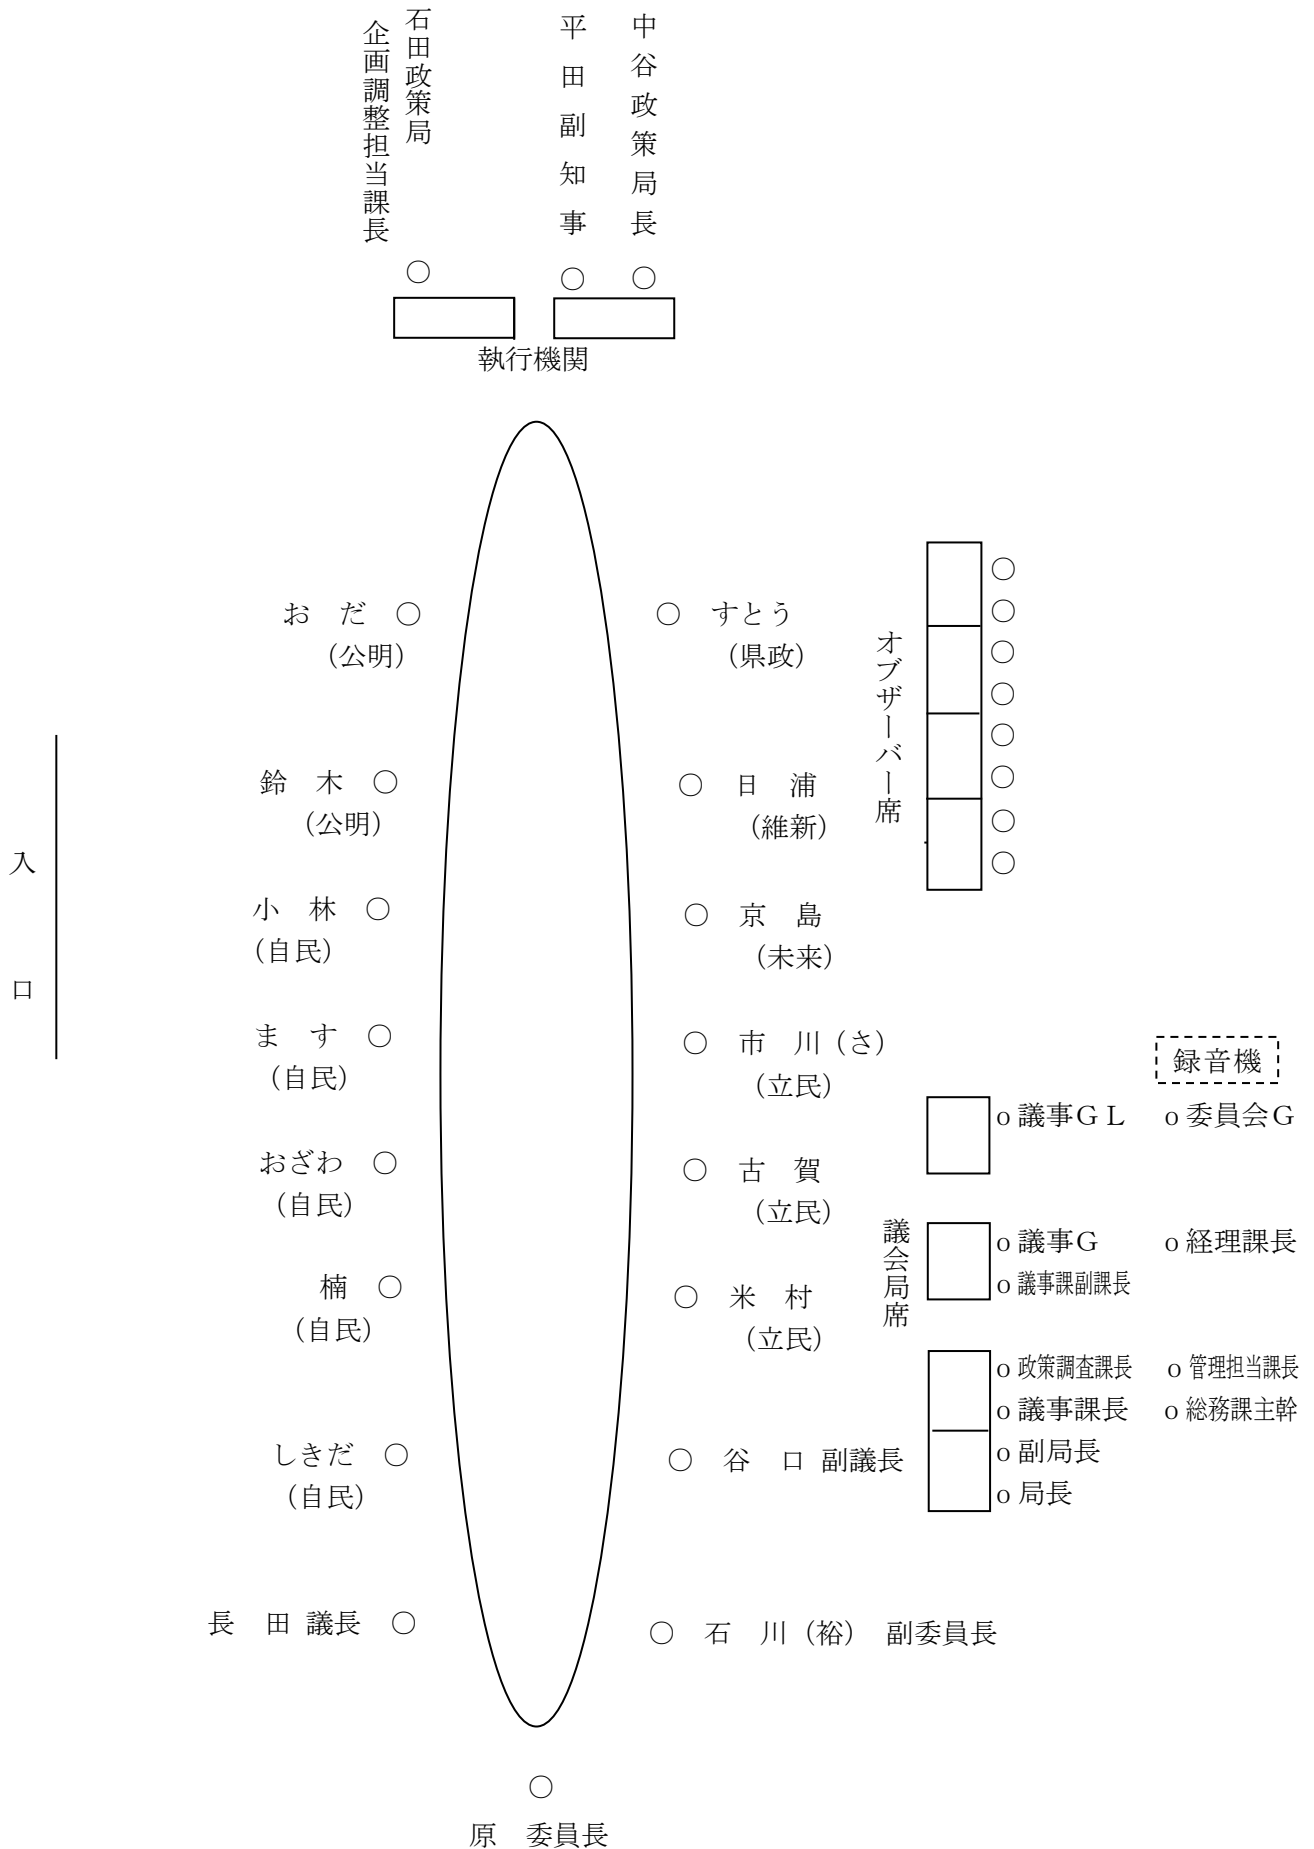 石田政策局
企画調整担当課長
平田副知事
中谷政策局長
執行機関
おだ
（公明）
すとう
（県政）
オブザーバー席
鈴木
（公明）
日浦
（維新）
入口
小林
（自民）
京島
（未来）
ます
（自民）
市川（さ）
（立民）
録音機
議事ＧＬ
委員会Ｇ
おざわ
（自民）
古賀
（立民）
議会局席
議事Ｇ
経理課長
議事課副課長
楠
（自民）
米村
（立民）
政策調査課長
管理担当課長
議事課長
総務課主幹
副局長
局長
しきだ
（自民）
谷口 副議長
長田 議長
石川（裕） 副委員長
原 委員長